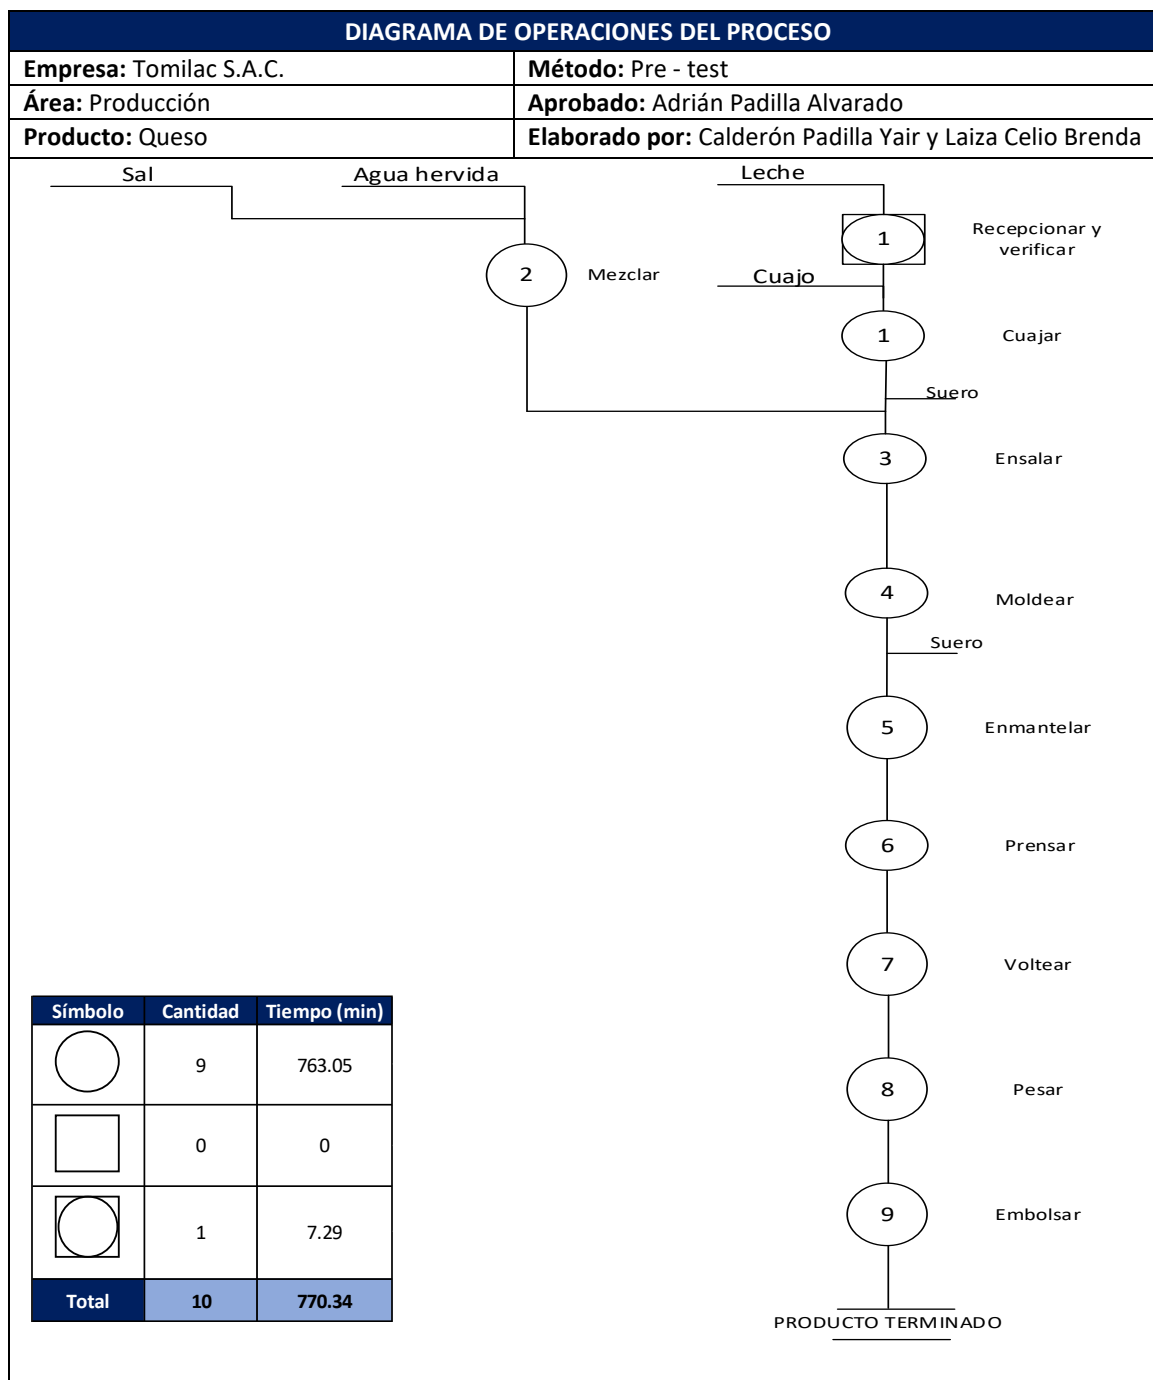 DIAGRAMA DE OPERACIONES DEL PROCESO
Empresa: Tomilac S.A.C.
Método: Pre - test
Área: Producción
Aprobado: Adrián Padilla Alvarado
Producto: Queso
Elaborado por: Calderón Padilla Yair y Laiza Celio Brenda
Sal
Agua hervida
Leche
1
Recepcionar y
verificar
2
Mezclar
Cuajo
1
Cuajar
Suero
3
Ensalar
4
Moldear
Suero
5
Enmantelar
6
Prensar
7
Voltear
8
Pesar
9
Embolsar
PRODUCTO TERMINADO
Símbolo Cantidad Tiempo (min)
9 763.05
0 0
1 7.29
Total 10 770.34